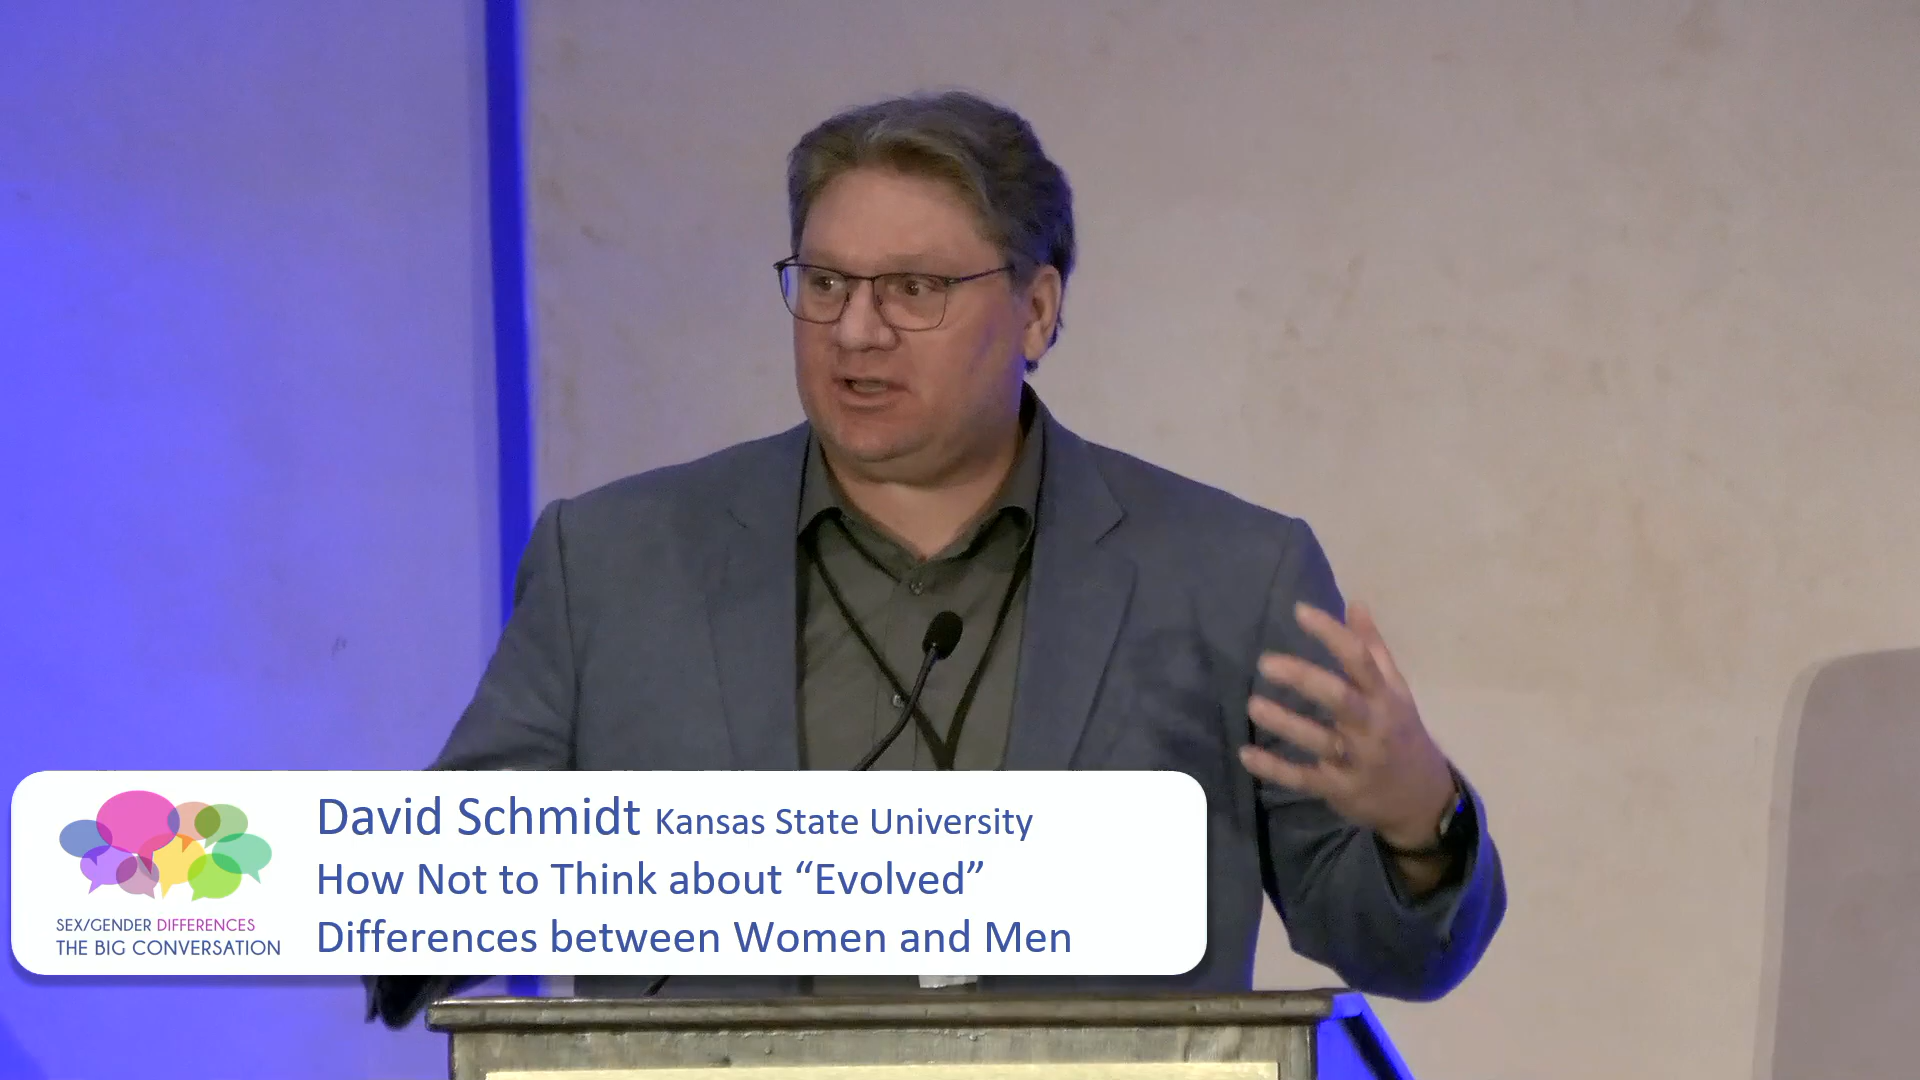 David Schmidt Kansas State University
How Not to Think about “Evolved”
Differences between Women and Men
SEX/GENDER DIFFERENCES
THE BIG CONVERSATION